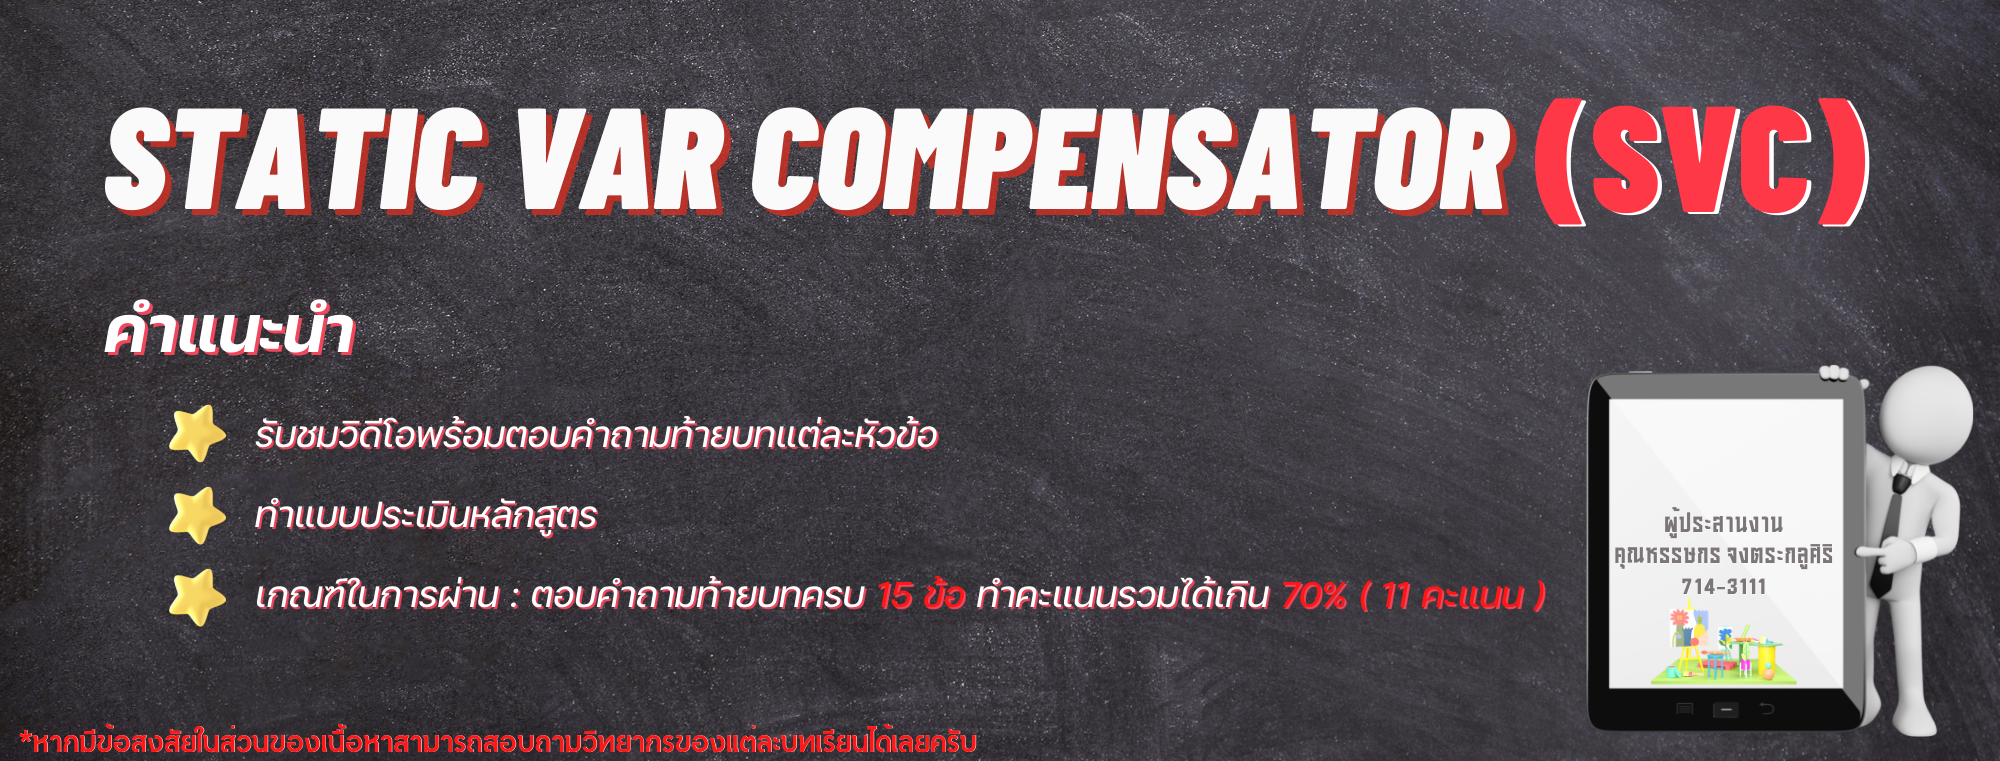 STATIC VAR COMPENSATOR (SVC)
คำแนะนำ
รับชมวิดีโอพร้อมตอบคำถามท้ายบทแต่ละหัวข้อ
ทำแบบประเมินหลักสูตร
เกณฑ์ในการผ่าน : ตอบคำถามท้ายบทครบ 15 ข้อ ทำคะแนนรวมได้เกิน 70% ( 11 คะแนน )
ผู้ประสานงาน
คุณหรรษกร จงตระกลูศิริ
714-3111
*หากมีข้อสงสัยในส่วนของเนื้อหาสามารถสอบถามวิทยากรของแต่ละบทเรียนได้เลยครับ